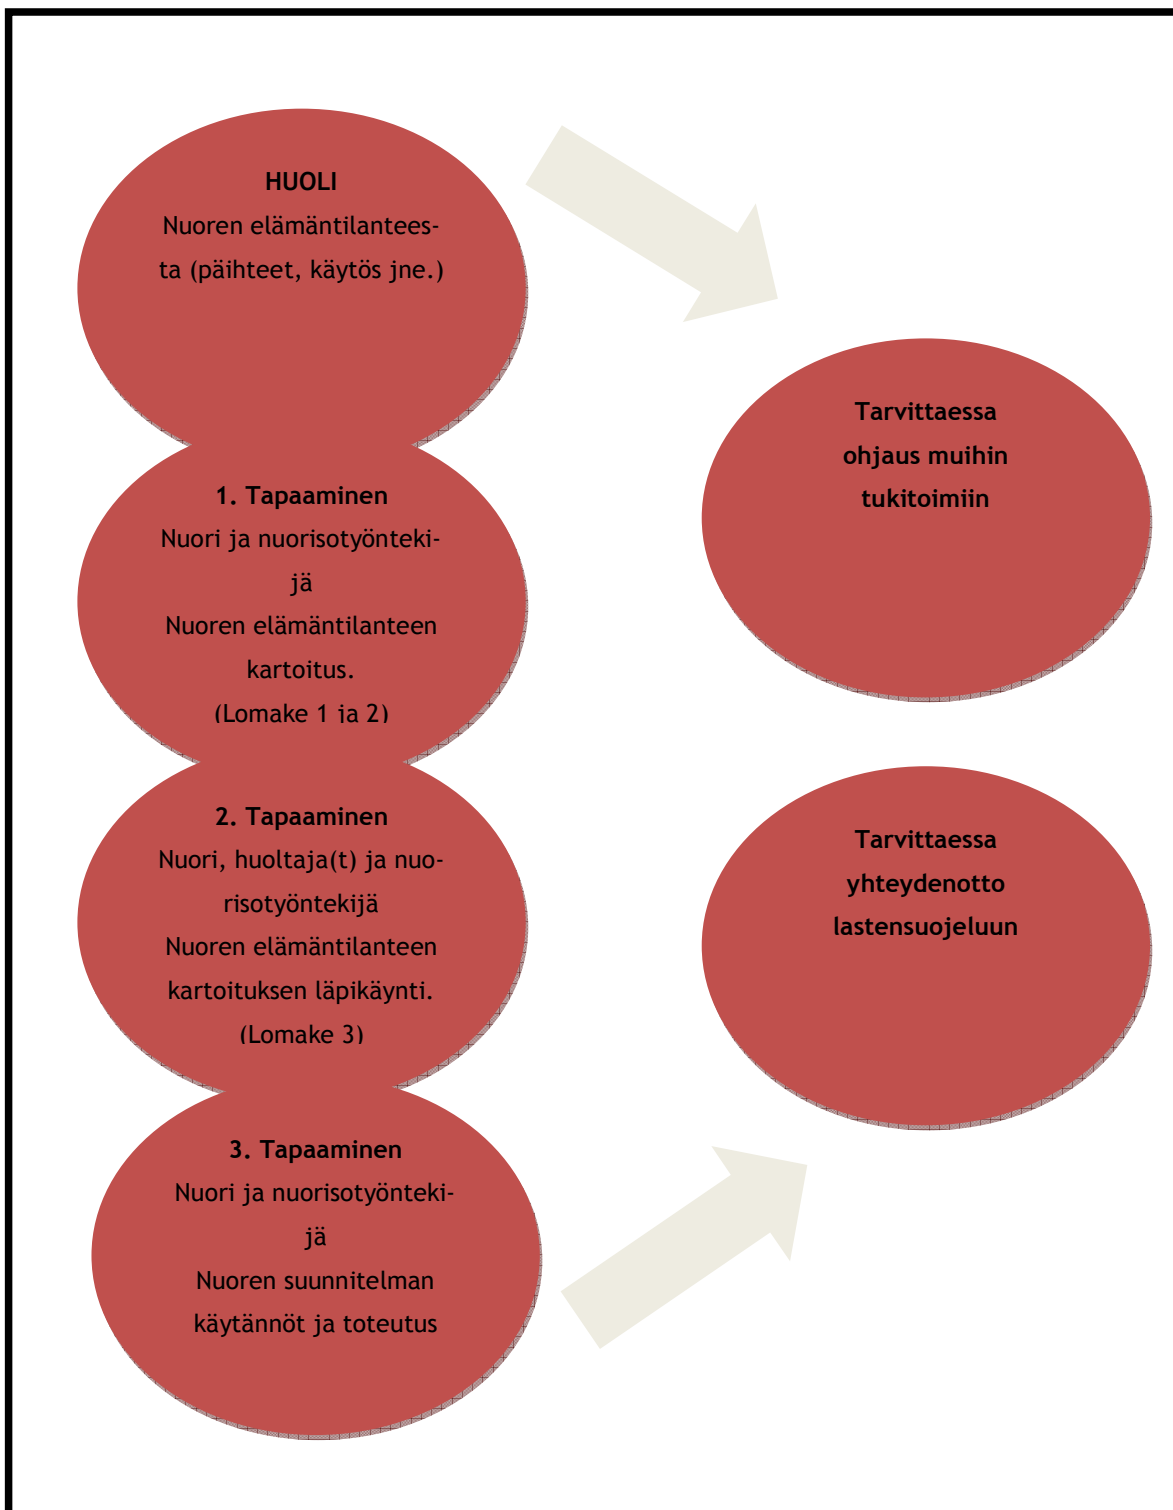 HUOLI
Nuoren elämäntilantees-
ta (päihteet, käytös jne.)
1. Tapaaminen
Nuori ja nuorisotyönteki-
jä
Nuoren elämäntilanteen
kartoitus.
(Lomake 1 ja 2)
2. Tapaaminen
Nuori, huoltaja(t) ja nuo-
risotyöntekijä
Nuoren elämäntilanteen
kartoituksen läpikäynti.
(Lomake 3)
3. Tapaaminen
Nuori ja nuorisotyönteki-
jä
Nuoren suunnitelman
käytännöt ja toteutus
Tarvittaessa
ohjaus muihin
tukitoimiin
Tarvittaessa
yhteydenotto
lastensuojeluun